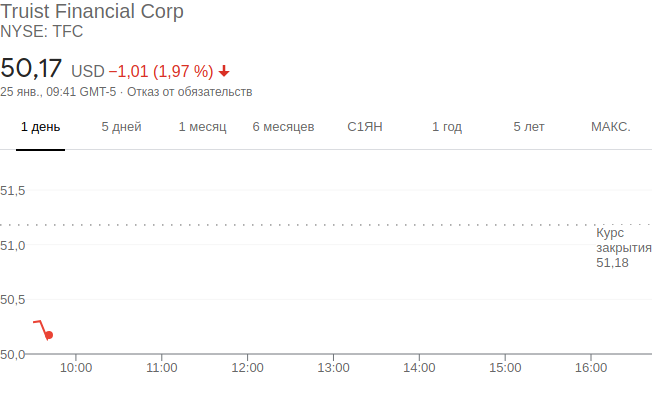 Truist Financial Corp
NYSE: TFC
50,17 USD −1,01 (1,97 %)
25 янв., 09:41 GMT-5 · Отказ от обязательств
1 день 5 дней 1 месяц 6 месяцев С1ЯН 1 год 5 лет МАКС.
51,5
Курс
51,0 закрытия
51,18
50,5
50,0
10:00 11:00 12:00 13:00 14:00 15:00 16:00